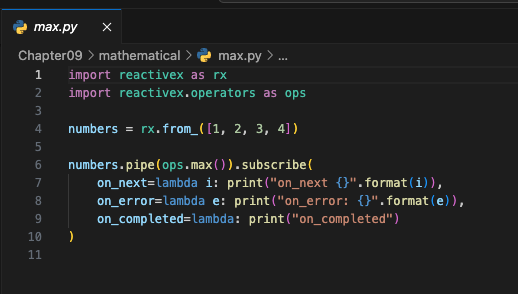 max.py ×
Chapter09 > mathematical > max.py > ...
1 import reactivex as rx
2 import reactivex.operators as ops
3
4 numbers = rx.from_([1, 2, 3, 4])
5
6 numbers.pipe(ops.max()).subscribe(
7     on_next=lambda i: print("on_next {}".format(i)),
8     on_error=lambda e: print("on_error: {}".format(e)),
9     on_completed=lambda: print("on_completed")
10 )
11